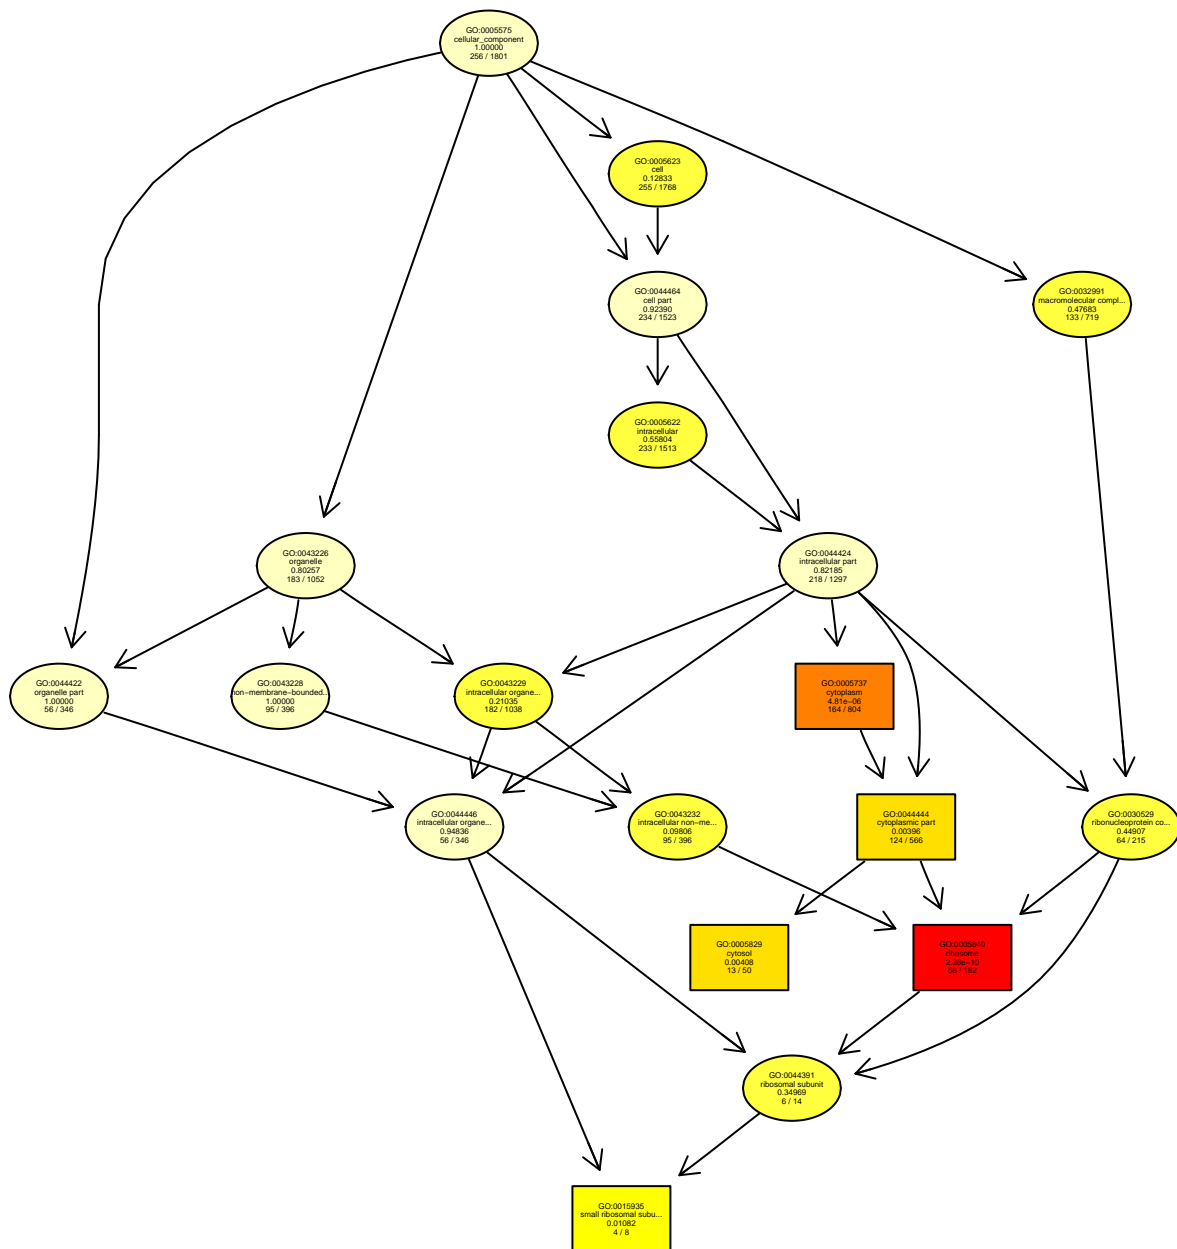 GO:0005575
cellular_component
1.00000
256 / 1801
GO:0005623
cell
0.12833
255 / 1768
GO:0044464
cell part
0.92390
234 / 1523
GO:0032991
macromolecular compl...
0.47683
133 / 719
GO:0005622
intracellular
0.55804
233 / 1513
GO:0043226
organelle
0.80257
183 / 1052
GO:0044424
intracellular part
0.82185
218 / 1297
GO:0044422
organelle part
1.00000
56 / 346
GO:0043228
non−membrane−bounded...
1.00000
95 / 396
GO:0043229
intracellular organe...
0.21035
182 / 1038
GO:0005737
cytoplasm
4.81e−06
164 / 804
GO:0044446
intracellular organe...
0.94836
56 / 346
GO:0043232
intracellular non−me...
0.09806
95 / 396
GO:0044444
cytoplasmic part
0.00396
124 / 566
GO:0030529
ribonucleoprotein co...
0.44907
64 / 215
GO:0005829
cytosol
0.00408
13 / 50
GO:0005840
ribosome
2.38e−10
56 / 182
GO:0044391
ribosomal subunit
0.34969
6 / 14
GO:0015935
small ribosomal subu...
0.01082
4 / 8